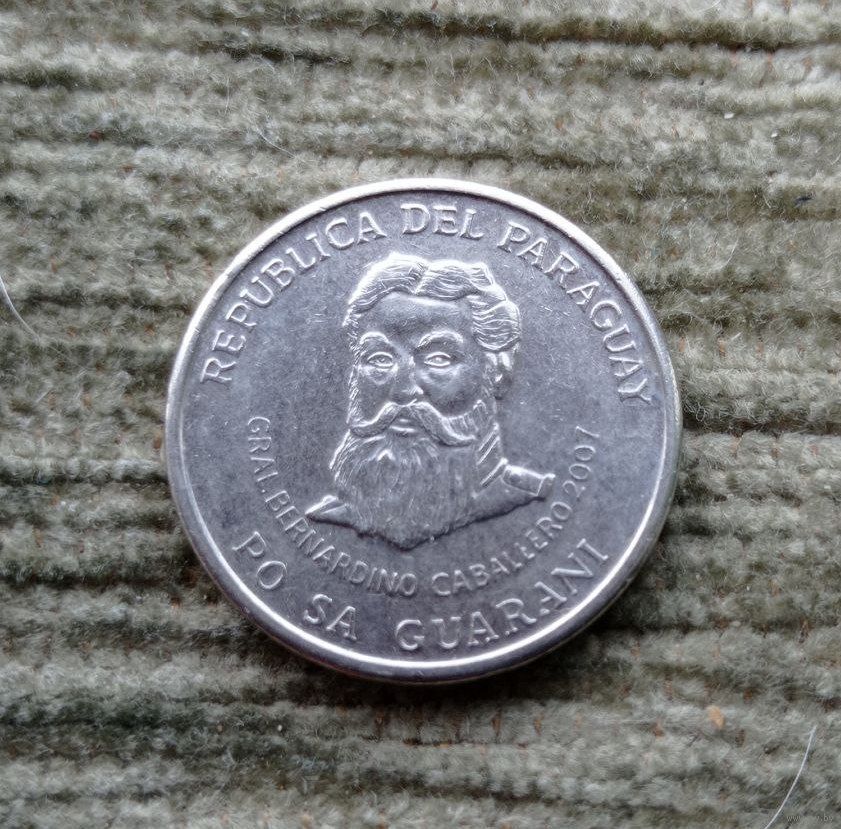 REPUBLICA DEL PARAGUAY
GRAL.BERNARDINO CABALLERO 2007
PO SA GUARANI